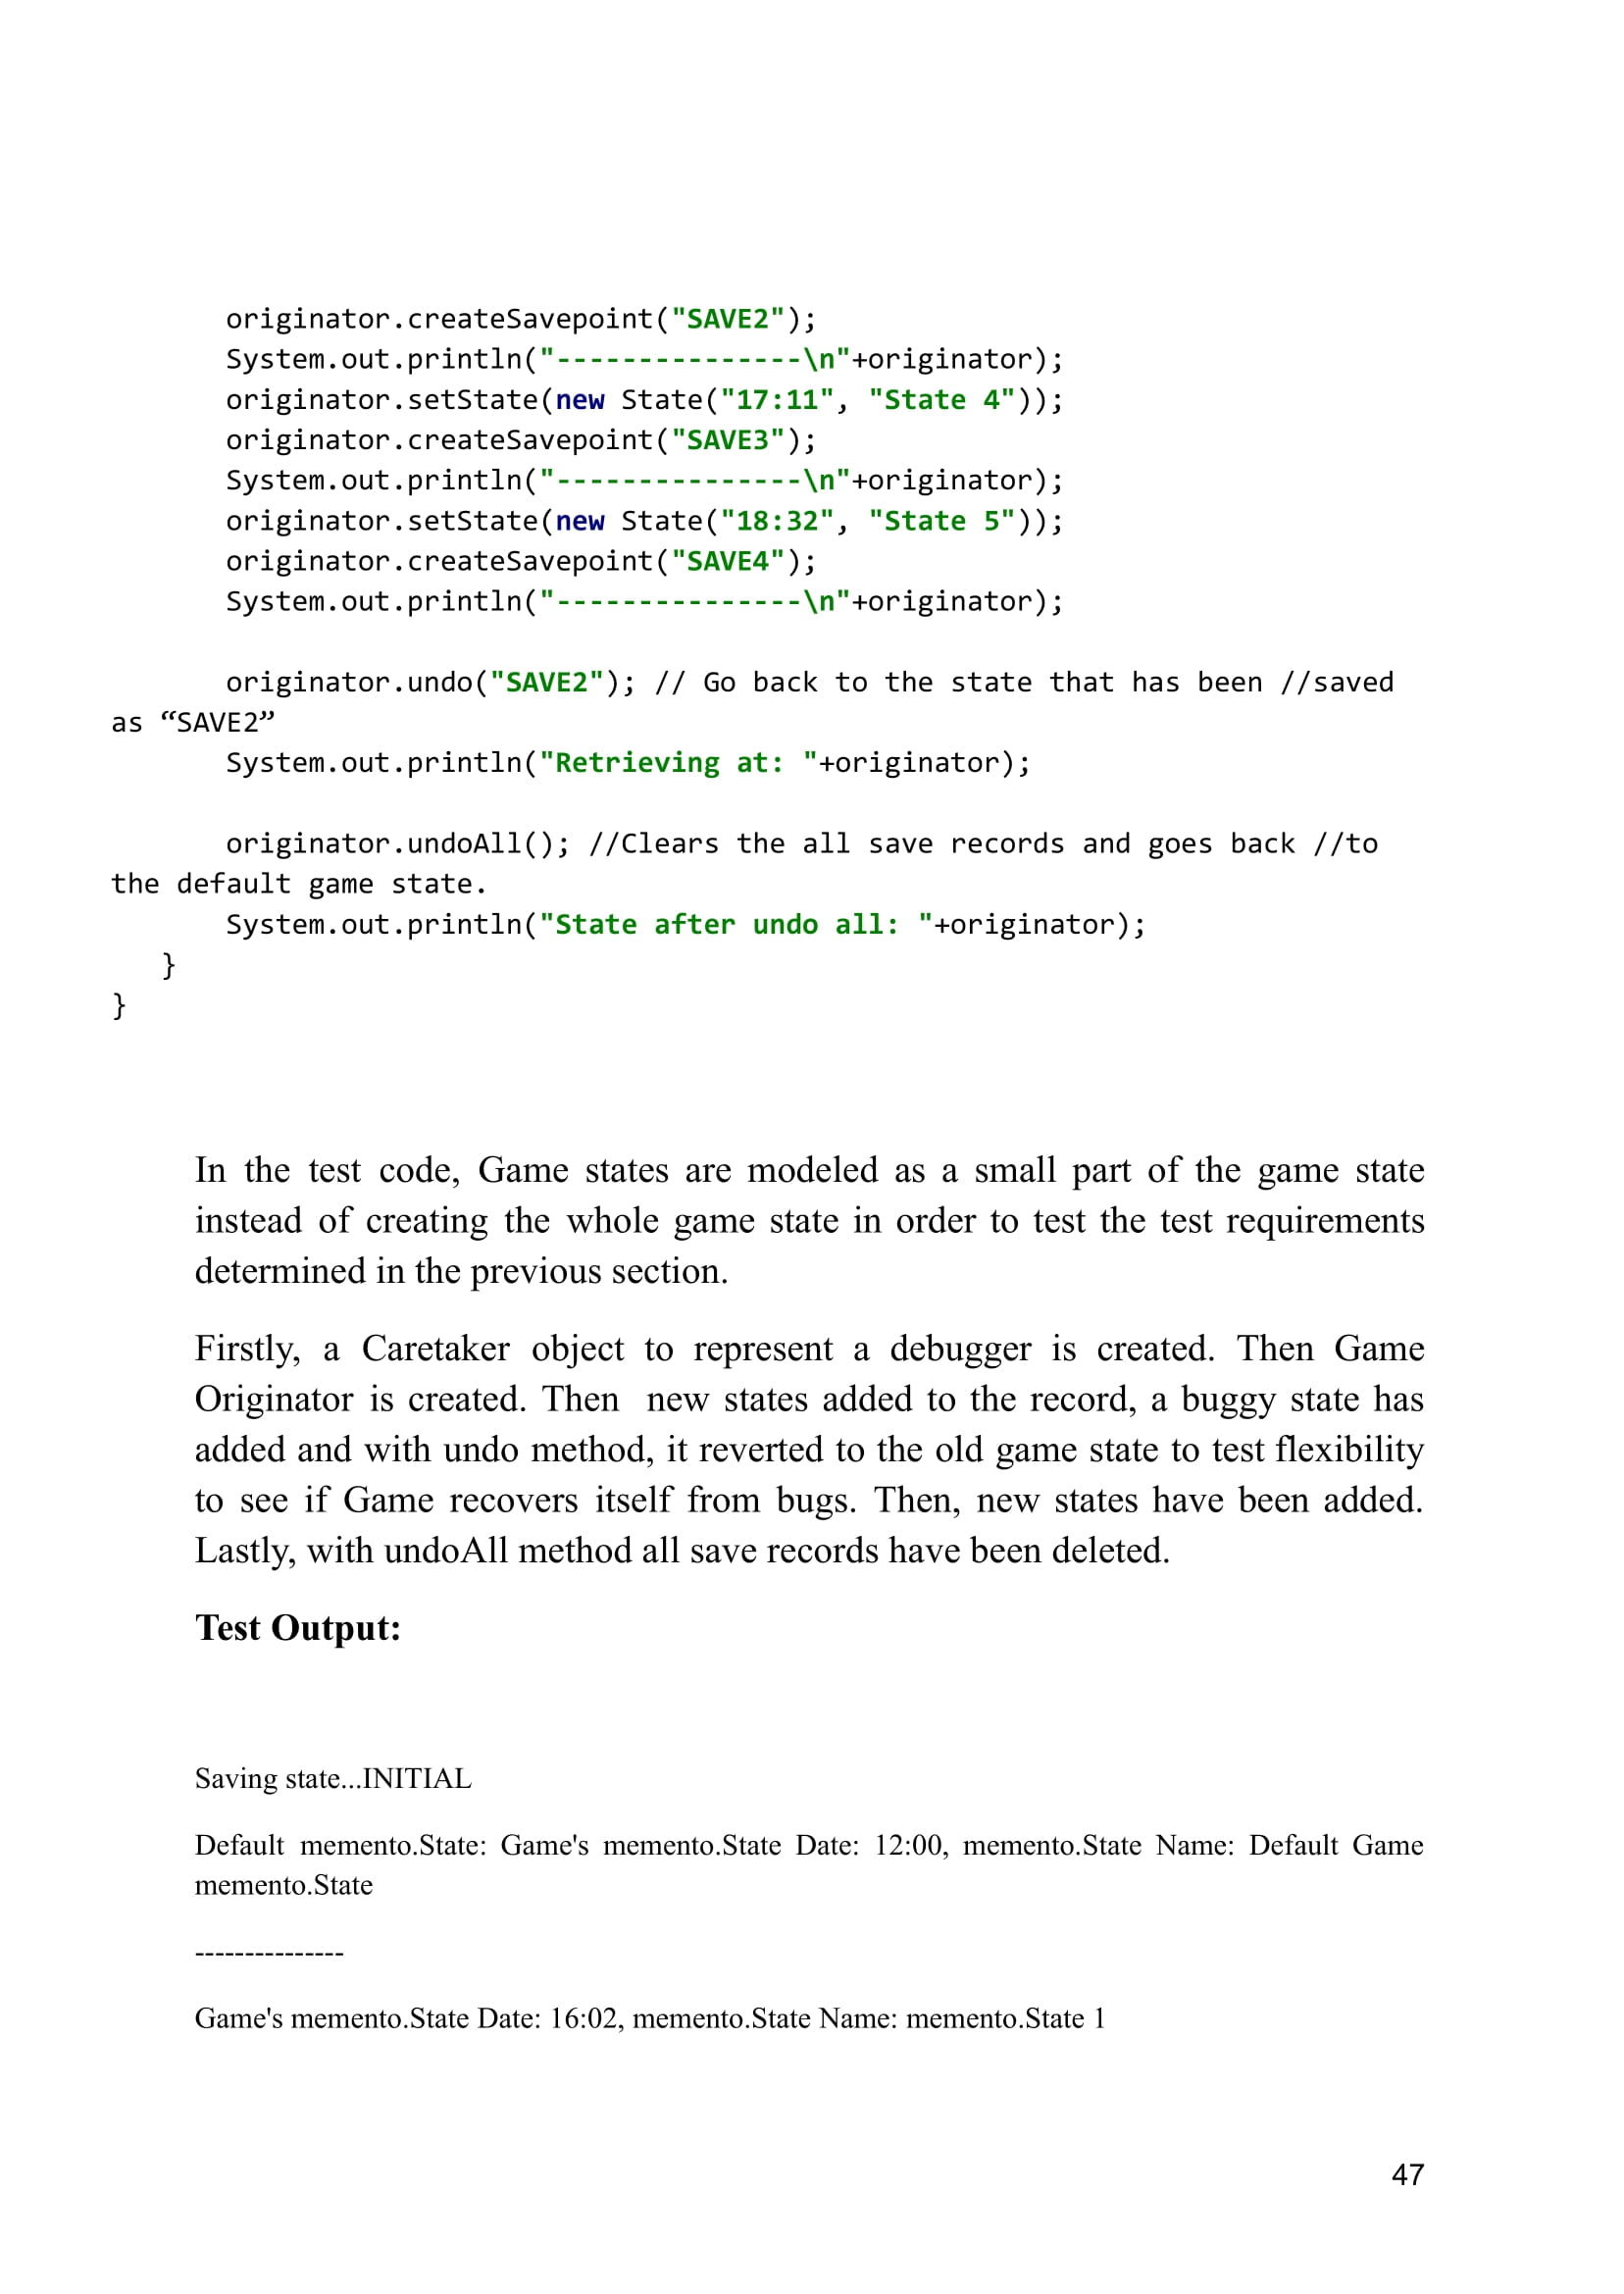 originator.createSavepoint("SAVE2");
System.out.println("---------------\n"+originator);
originator.setState(new State("17:11", "State 4"));
originator.createSavepoint("SAVE3");
System.out.println("---------------\n"+originator);
originator.setState(new State("18:32", "State 5"));
originator.createSavepoint("SAVE4");
System.out.println("---------------\n"+originator);
originator.undo("SAVE2"); // Go back to the state that has been //saved
as “SAVE2”
System.out.println("Retrieving at: "+originator);
originator.undoAll(); //Clears the all save records and goes back //to
the default game state.
System.out.println("State after undo all: "+originator);
}
}
In the test code, Game states are modeled as a small part of the game state
instead of creating the whole game state in order to test the test requirements
determined in the previous section.
Firstly, a Caretaker object to represent a debugger is created. Then Game
Originator is created. Then new states added to the record, a buggy state has
added and with undo method, it reverted to the old game state to test flexibility
to see if Game recovers itself from bugs. Then, new states have been added.
Lastly, with undoAll method all save records have been deleted.
Test Output:
Saving state...INITIAL
Default memento.State: Game's memento.State Date: 12:00, memento.State Name: Default Game
memento.State
---------------
Game's memento.State Date: 16:02, memento.State Name: memento.State 1
47